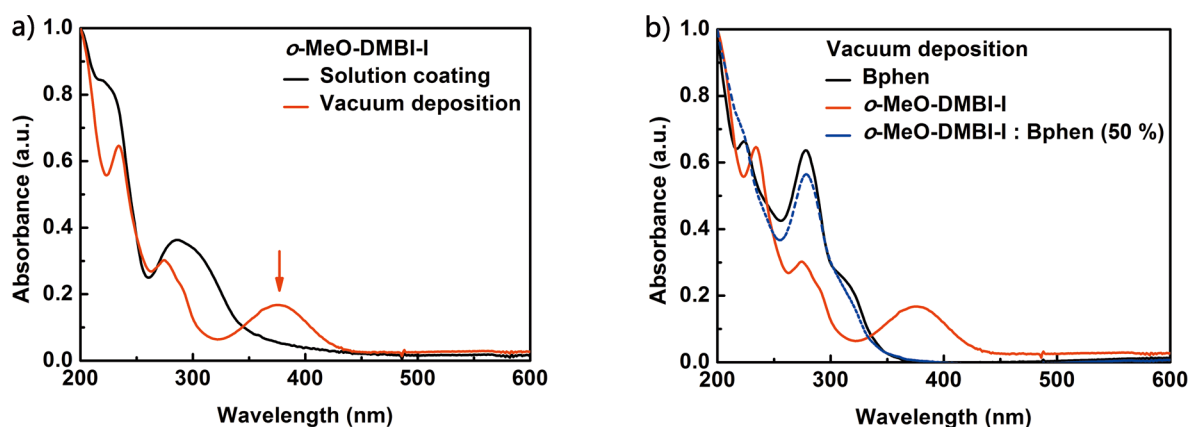 a)
o-MeO-DMBI-I
Solution coating
Vacuum deposition
Absorbance (a.u.)
1.0
0.8
0.6
0.4
0.2
0.0
200 300 400 500 600
Wavelength (nm)
b)
Vacuum deposition
Bphen
o-MeO-DMBI-I
o-MeO-DMBI-I : Bphen (50 %)
Absorbance (a.u.)
1.0
0.8
0.6
0.4
0.2
0.0
200 300 400 500 600
Wavelength (nm)